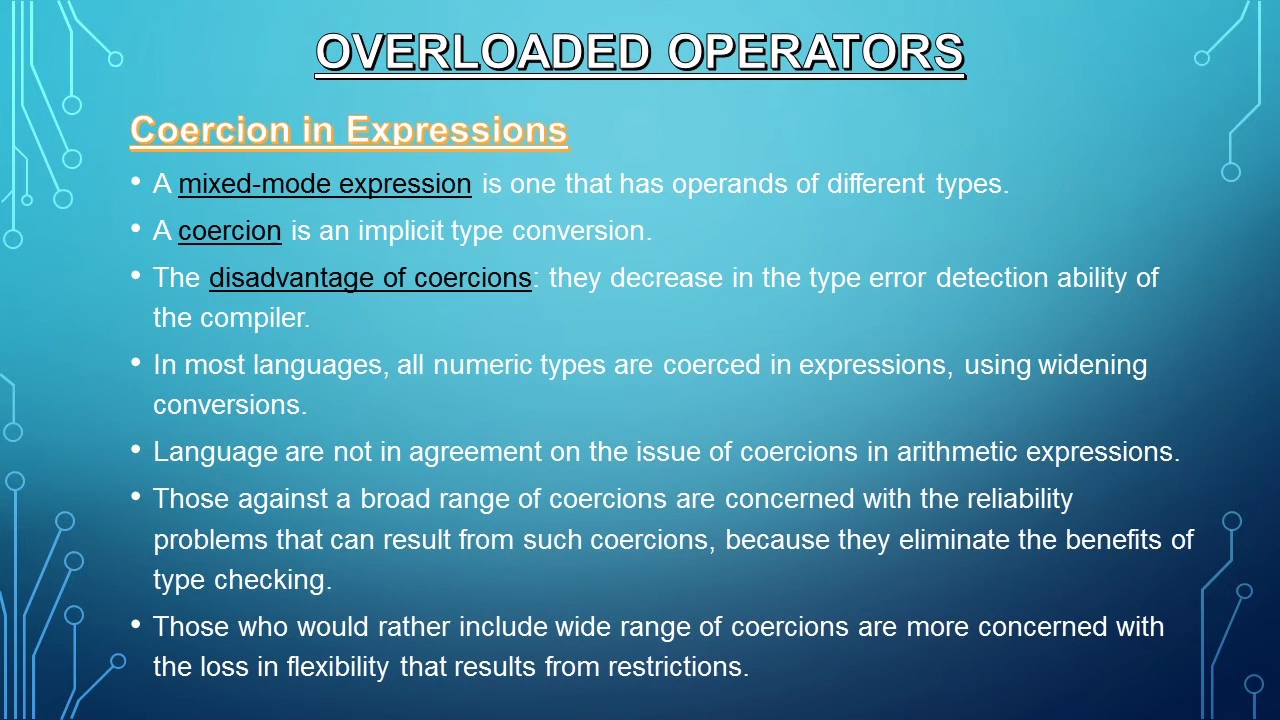 OVERLOADED OPERATORS
Coercion in Expressions
• A mixed-mode expression is one that has operands of different types.
• A coercion is an implicit type conversion.
• The disadvantage of coercions: they decrease in the type error detection ability of
the compiler.
• In most languages, all numeric types are coerced in expressions, using widening
conversions.
• Language are not in agreement on the issue of coercions in arithmetic expressions.
• Those against a broad range of coercions are concerned with the reliability
problems that can result from such coercions, because they eliminate the benefits of
type checking.
• Those who would rather include wide range of coercions are more concerned with
the loss in flexibility that results from restrictions.